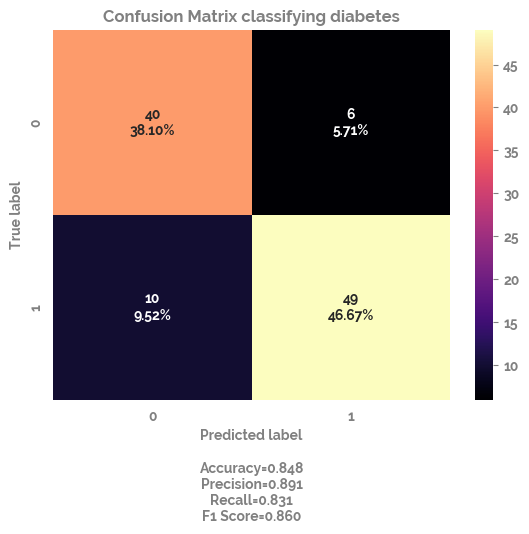 Confusion Matrix classifying diabetes
True label
0
40
38.10%
6
5.71%
1
10
9.52%
49
46.67%
0
1
Predicted label
45
40
35
30
25
20
15
10
Accuracy=0.848
Precision=0.891
Recall=0.831
F1 Score=0.860